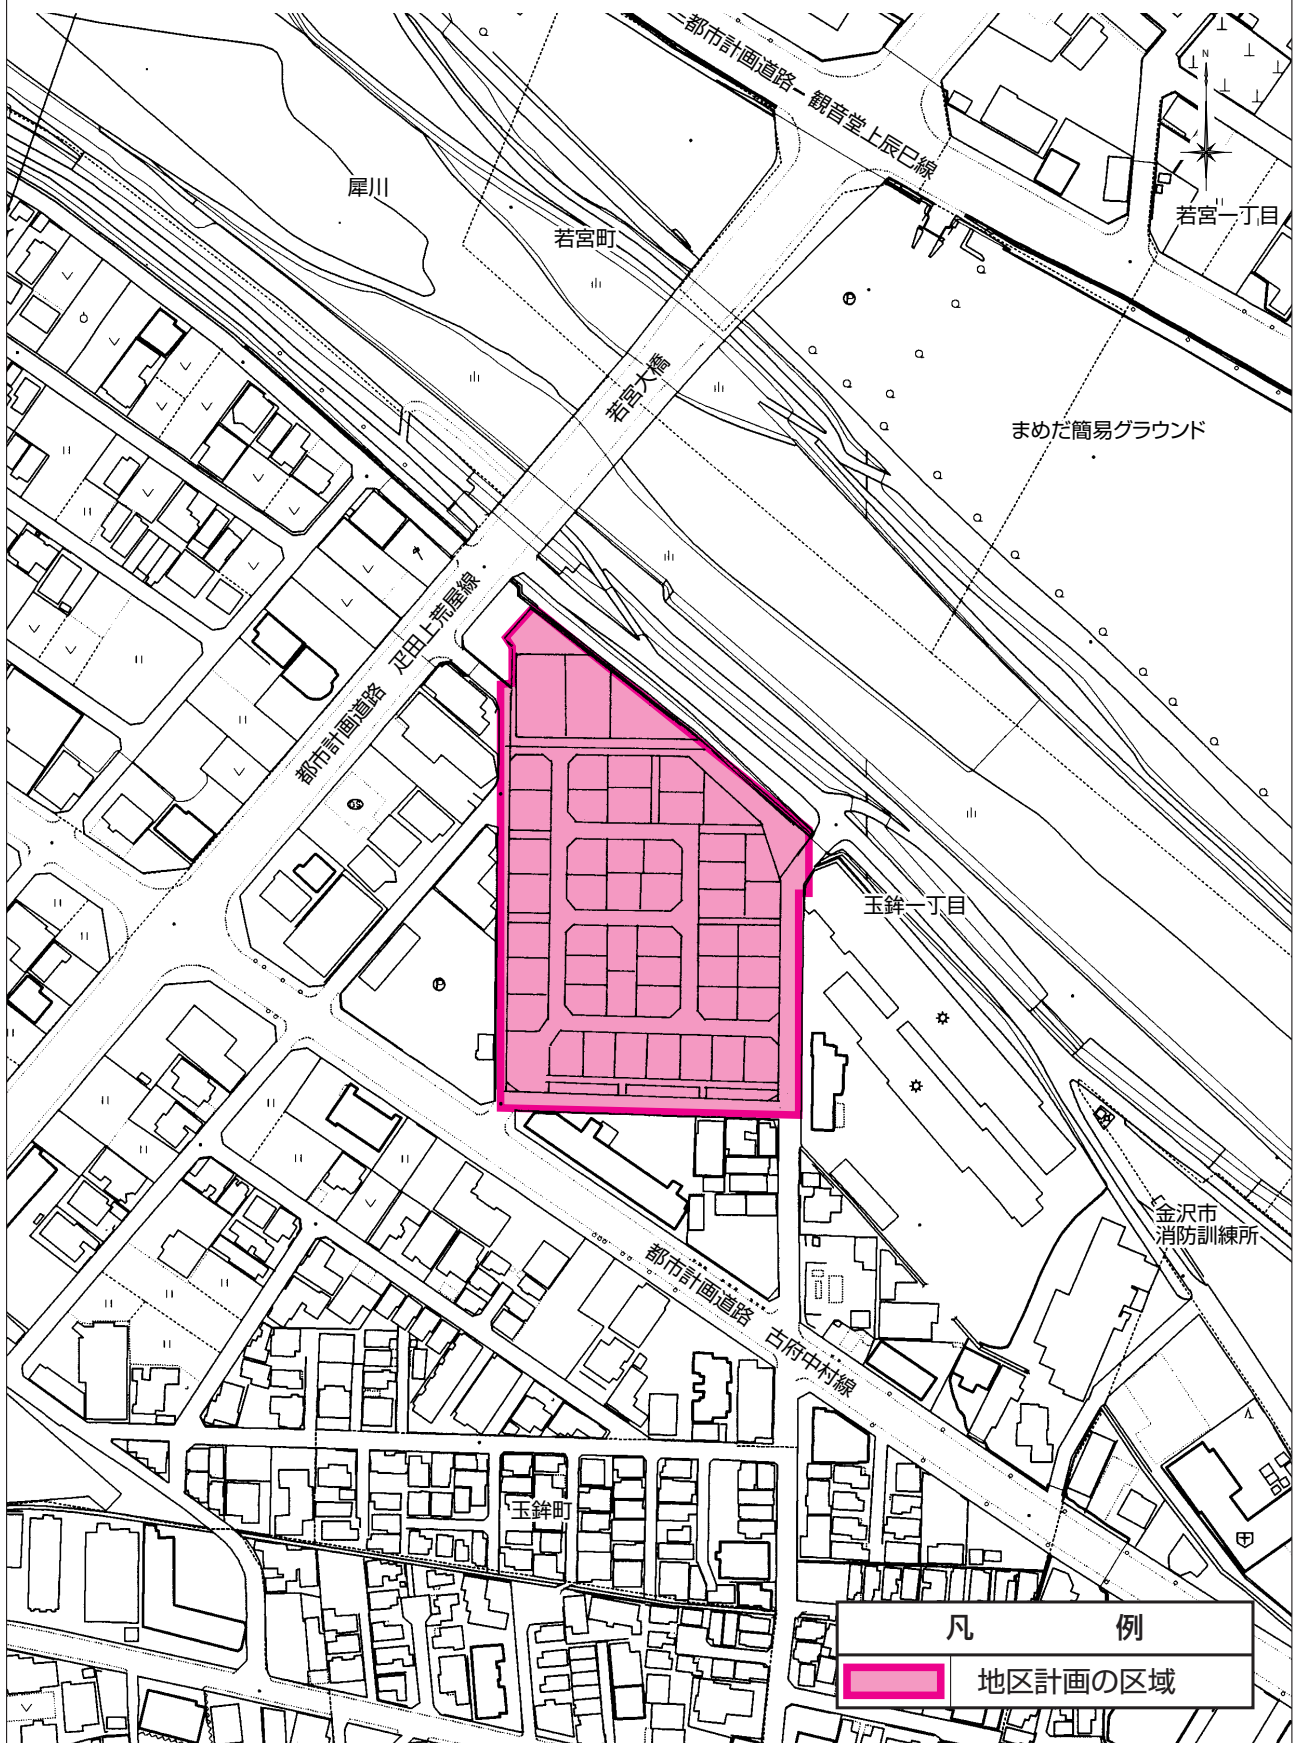 都市計画道路 観音堂上辰巳線
N
犀川
若宮町
若宮一丁目
若宮大橋
まめだ簡易グラウンド
都市計画道路 疋田上荒屋線
玉鉾一丁目
金沢市
消防訓練所
都市計画道路 古府中村線
玉鉾町
凡 例
地区計画の区域